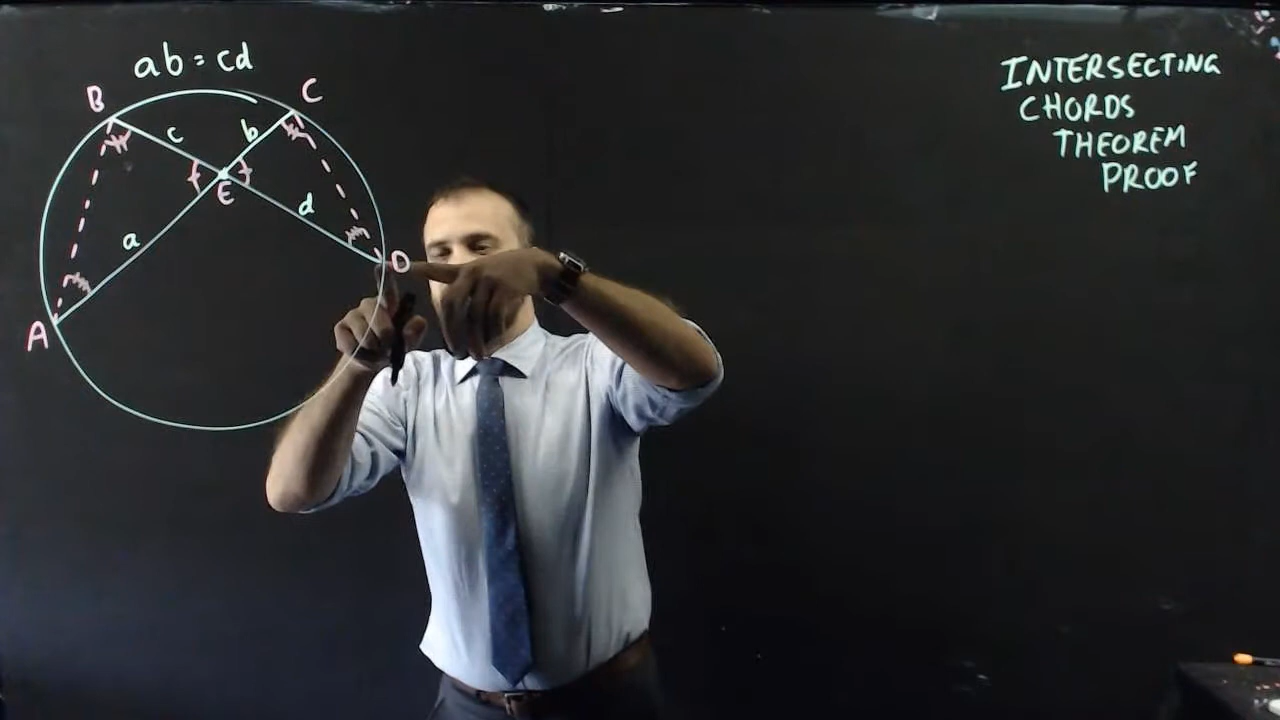 ab = cd
B
C
c
b
E
d
a
D
A
INTERSECTING
CHORDS
THEOREM
PROOF